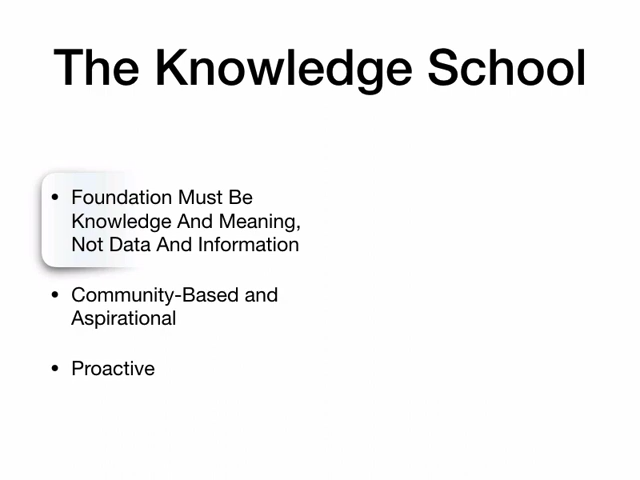 The Knowledge School
• Foundation Must Be
Knowledge And Meaning,
Not Data And Information
• Community-Based and
Aspirational
• Proactive